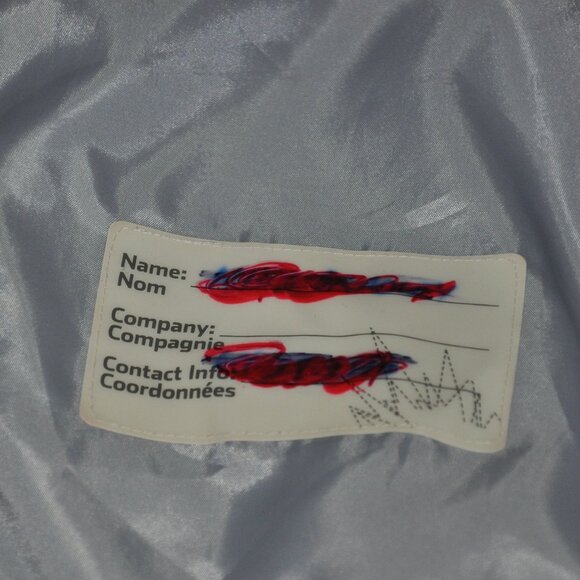 Name:
Nom
Company:
Compagnie
Contact Info:
Coordonnées